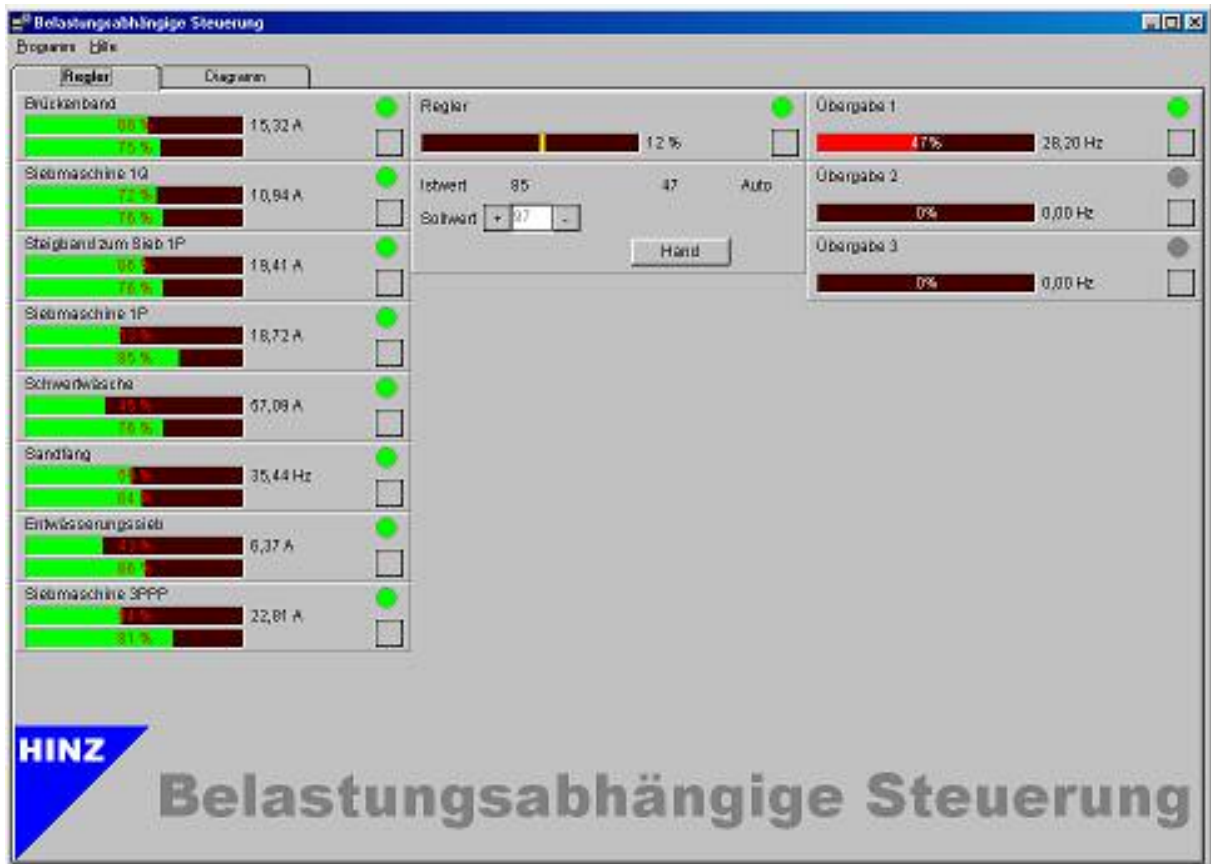 Belastungsabhängige Steuerung
Programm Hilfe
Regler Diagramm
Brückenband
15,32 A
75 %
Siebmaschine 1G
72 %
10,94 A
76 %
Steigband zum Sieb 1P
19,41 A
76 %
Siebmaschine 1P
18,72 A
85 %
Schwertwäsche
57,09 A
76 %
Sandfang
35,44 Hz
Entwässerungssieb
6,37 A
Siebmaschine 3PPP
22,81 A
81 %
Regler
12 %
Istwert 85 47 Auto
Sollwert + -
Hand
Übergabe 1
47% 28,20 Hz
Übergabe 2
0% 0,00 Hz
Übergabe 3
0% 0,00 Hz
HINZ
Belastungsabhängige Steuerung